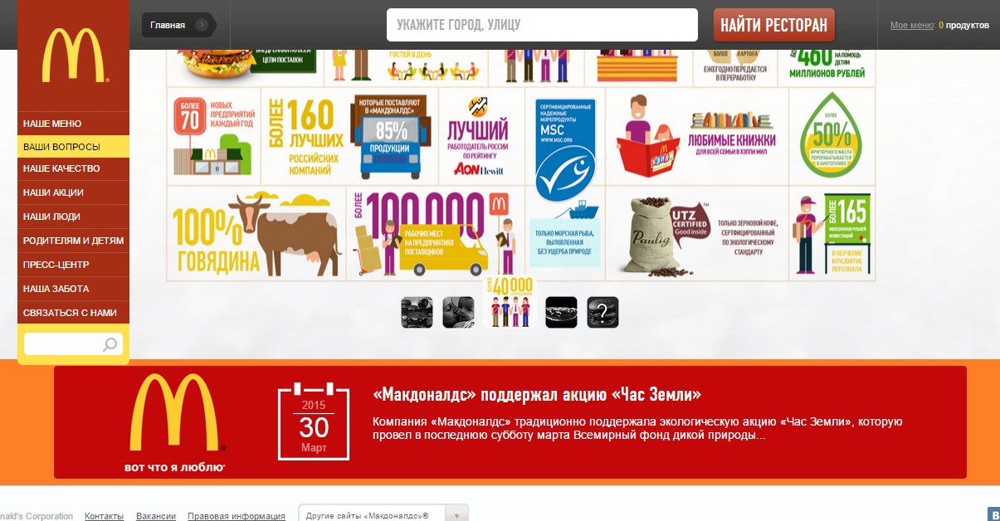 Главная
УКАЖИТЕ ГОРОД, УЛИЦУ
НАЙТИ РЕСТОРАН
Мое меню: 0 продуктов
НАШЕ МЕНЮ
ВАШИ ВОПРОСЫ
НАШЕ КАЧЕСТВО
НАШИ АКЦИИ
НАШИ ЛЮДИ
РОДИТЕЛЯМ И ДЕТЯМ
ПРЕСС-ЦЕНТР
НАША ЗАБОТА
СВЯЗАТЬСЯ С НАМИ
ЦЕПИ ПОСТАВОК
ГОСТЕЙ В ДЕНЬ
БОЛЕЕ
КАРТОНА
ЕЖЕГОДНО ПЕРЕДАЕТСЯ
В ПЕРЕРАБОТКУ
460
НА ПОМОЩЬ
ДЕТЯМ
МИЛЛИОНОВ РУБЛЕЙ
БОЛЕЕ
70
НОВЫХ
ПРЕДПРИЯТИЙ
КАЖДЫЙ ГОД
БОЛЕЕ
160
ЛУЧШИХ
РОССИЙСКИХ
КОМПАНИЙ
КОТОРЫЕ ПОСТАВЛЯЮТ
В «МАКДОНАЛДС»
85%
ПРОДУКЦИИ
ЛУЧШИЙ
РАБОТОДАТЕЛЬ РОССИИ
ПО РЕЙТИНГУ
AON Hewitt
СЕРТИФИЦИРОВАННЫЕ
НАДЕЖНЫЕ
МОРЕПРОДУКТЫ
MSC
WWW.MSC.ORG
ЛЮБИМЫЕ КНИЖКИ
ДЛЯ ВСЕЙ СЕМЬИ В ХЭППИ МИЛ
БОЛЕЕ
50%
ФРИТЮРНОГО МАСЛА
ПЕРЕРАБАТЫВАЕТСЯ
В БИОТОПЛИВО
100%
ГОВЯДИНА
БОЛЕЕ
100 000
РАБОЧИХ МЕСТ
НА ПРЕДПРИЯТИЯХ
ПОСТАВЩИКОВ
ТОЛЬКО МОРСКАЯ РЫБА,
ВЫЛОВЛЕННАЯ
БЕЗ УЩЕРБА ПРИРОДЕ
Paulig
UTZ
CERTIFIED
Good inside
ТОЛЬКО ЗЕРНОВОЙ КОФЕ,
СЕРТИФИЦИРОВАННЫЙ
ПО ЭКОЛОГИЧЕСКОМУ
СТАНДАРТУ
БОЛЕЕ
165
МИЛЛИОНОВ РУБЛЕЙ
ИНВЕСТИЦИЙ
В ОБУЧЕНИЕ
И РАЗВИТИЕ
ПЕРСОНАЛА
БОЛЕЕ
40 000
?
вот что я люблю
2015
30
Март
«Макдоналдс» поддержал акцию «Час Земли»
Компания «Макдоналдс» традиционно поддержала экологическую акцию «Час Земли», которую
провел в последнюю субботу марта Всемирный фонд дикой природы...
nald's Corporation
Контакты
Вакансии
Правовая информация
Другие сайты «Макдоналдс»®
B